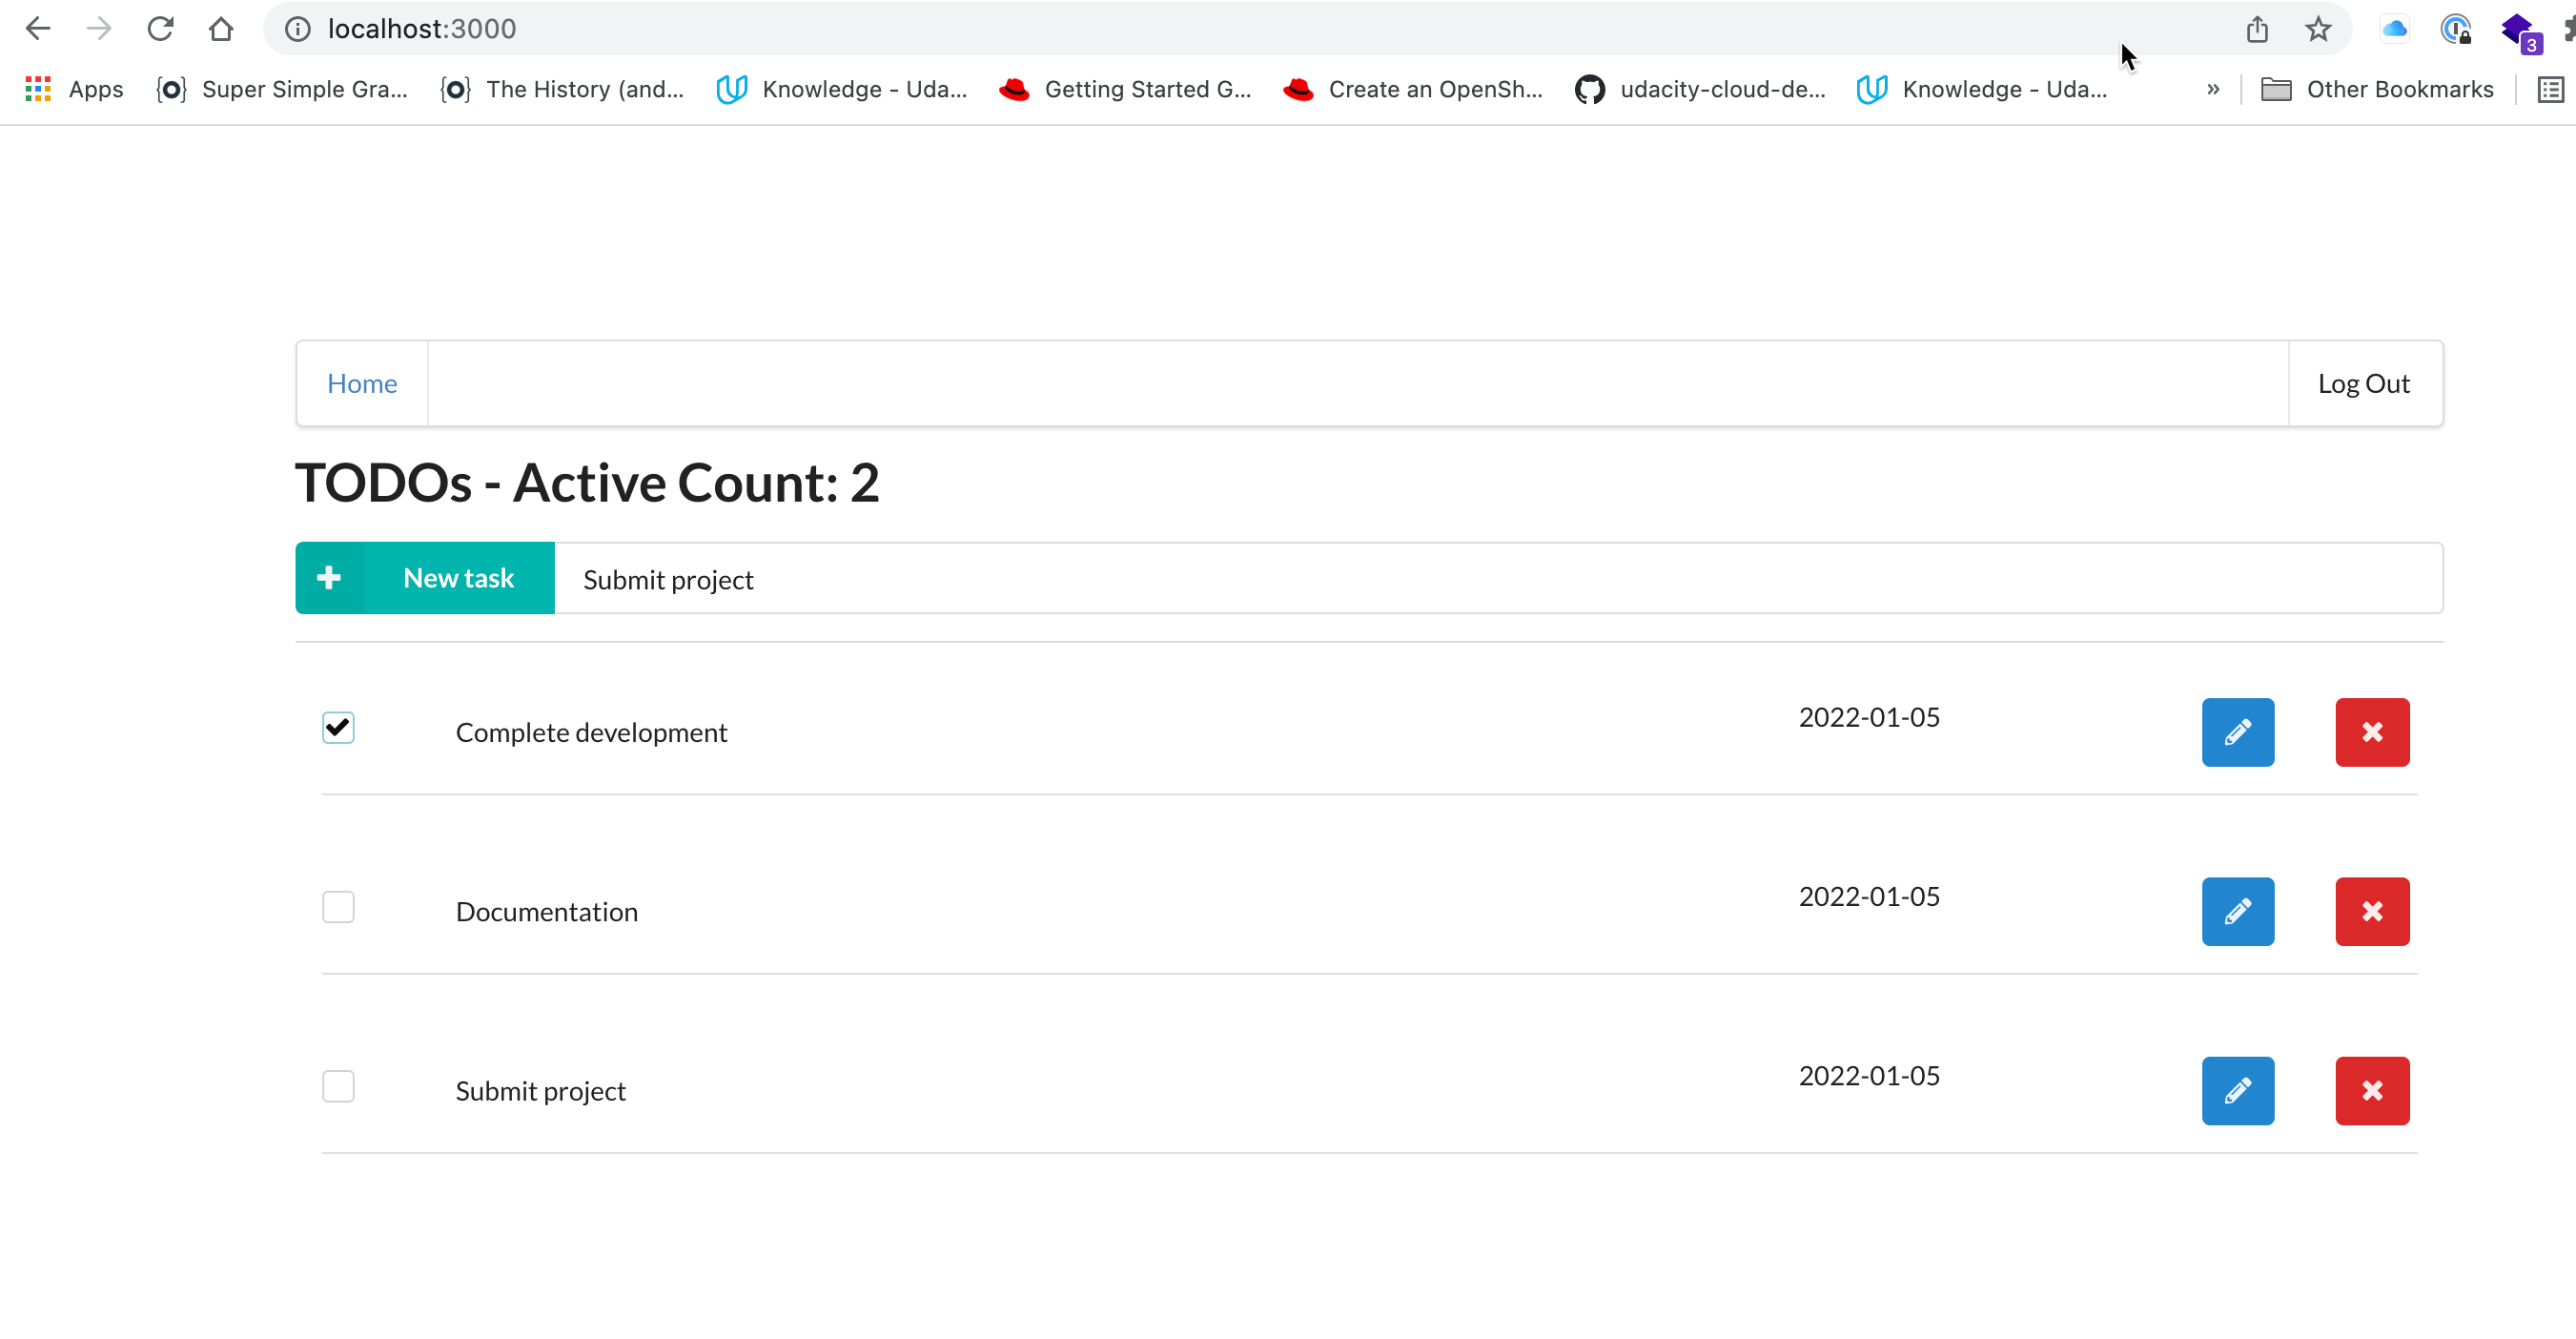 localhost:3000
3
Apps Super Simple Gra... The History (and... Knowledge - Uda... Getting Started G... Create an OpenSh... udacity-cloud-de... Knowledge - Uda... » Other Bookmarks
Home Log Out
TODOs - Active Count: 2
New task Submit project
Complete development 2022-01-05
Documentation 2022-01-05
Submit project 2022-01-05